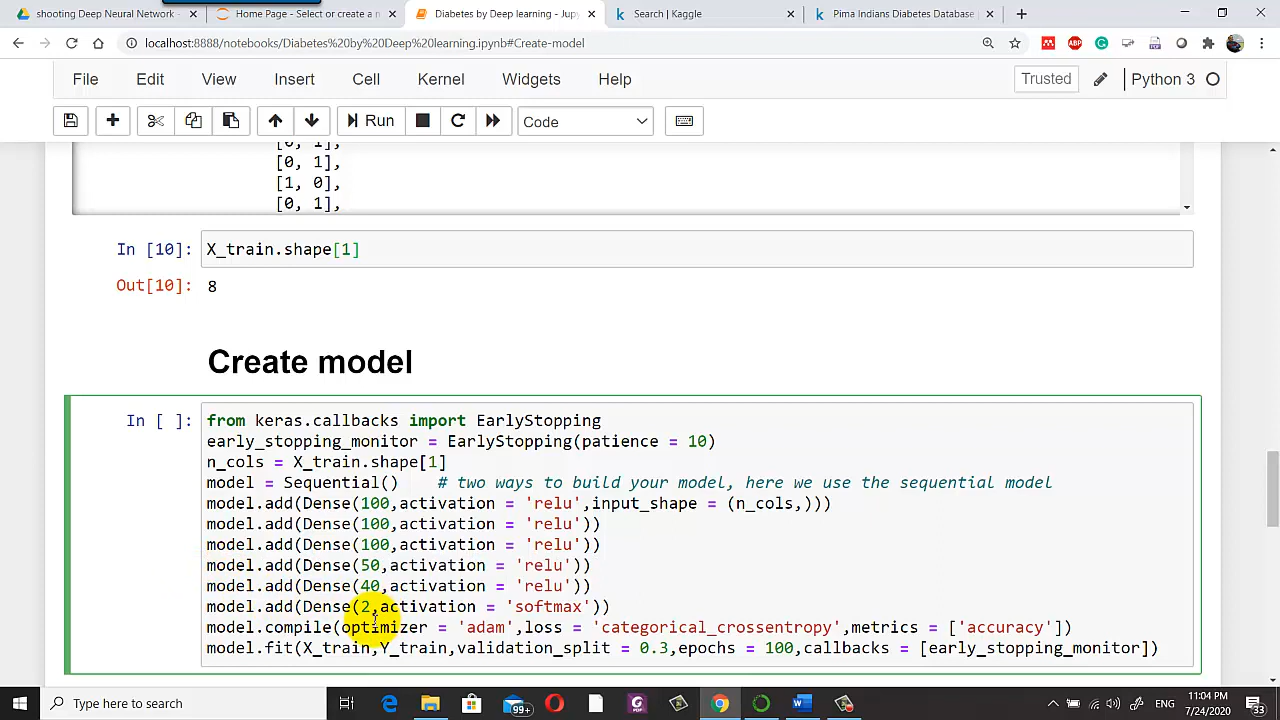 shooting Deep Neural Network -
Home Page - Select or create a n
Diabetes by Deep learning - Jup
Search | Kaggle
Pima Indians Diabetes Database |
localhost:8888/notebooks/Diabetes%20by%20Deep%20learning.ipynb#Create-model
File Edit View Insert Cell Kernel Widgets Help Trusted Python 3
Run Code
[0, 1],
[0, 1],
[1, 0],
[0, 1],
In [10]: X_train.shape[1]
Out[10]: 8
Create model
In [ ]: from keras.callbacks import EarlyStopping
early_stopping_monitor = EarlyStopping(patience = 10)
n_cols = X_train.shape[1]
model = Sequential() # two ways to build your model, here we use the sequential model
model.add(Dense(100,activation = 'relu',input_shape = (n_cols,)))
model.add(Dense(100,activation = 'relu'))
model.add(Dense(100,activation = 'relu'))
model.add(Dense(50,activation = 'relu'))
model.add(Dense(40,activation = 'relu'))
model.add(Dense(2,activation = 'softmax'))
model.compile(optimizer = 'adam',loss = 'categorical_crossentropy',metrics = ['accuracy'])
model.fit(X_train,Y_train,validation_split = 0.3,epochs = 100,callbacks = [early_stopping_monitor])
Type here to search
99+
ENG
11:04 PM
7/24/2020
33